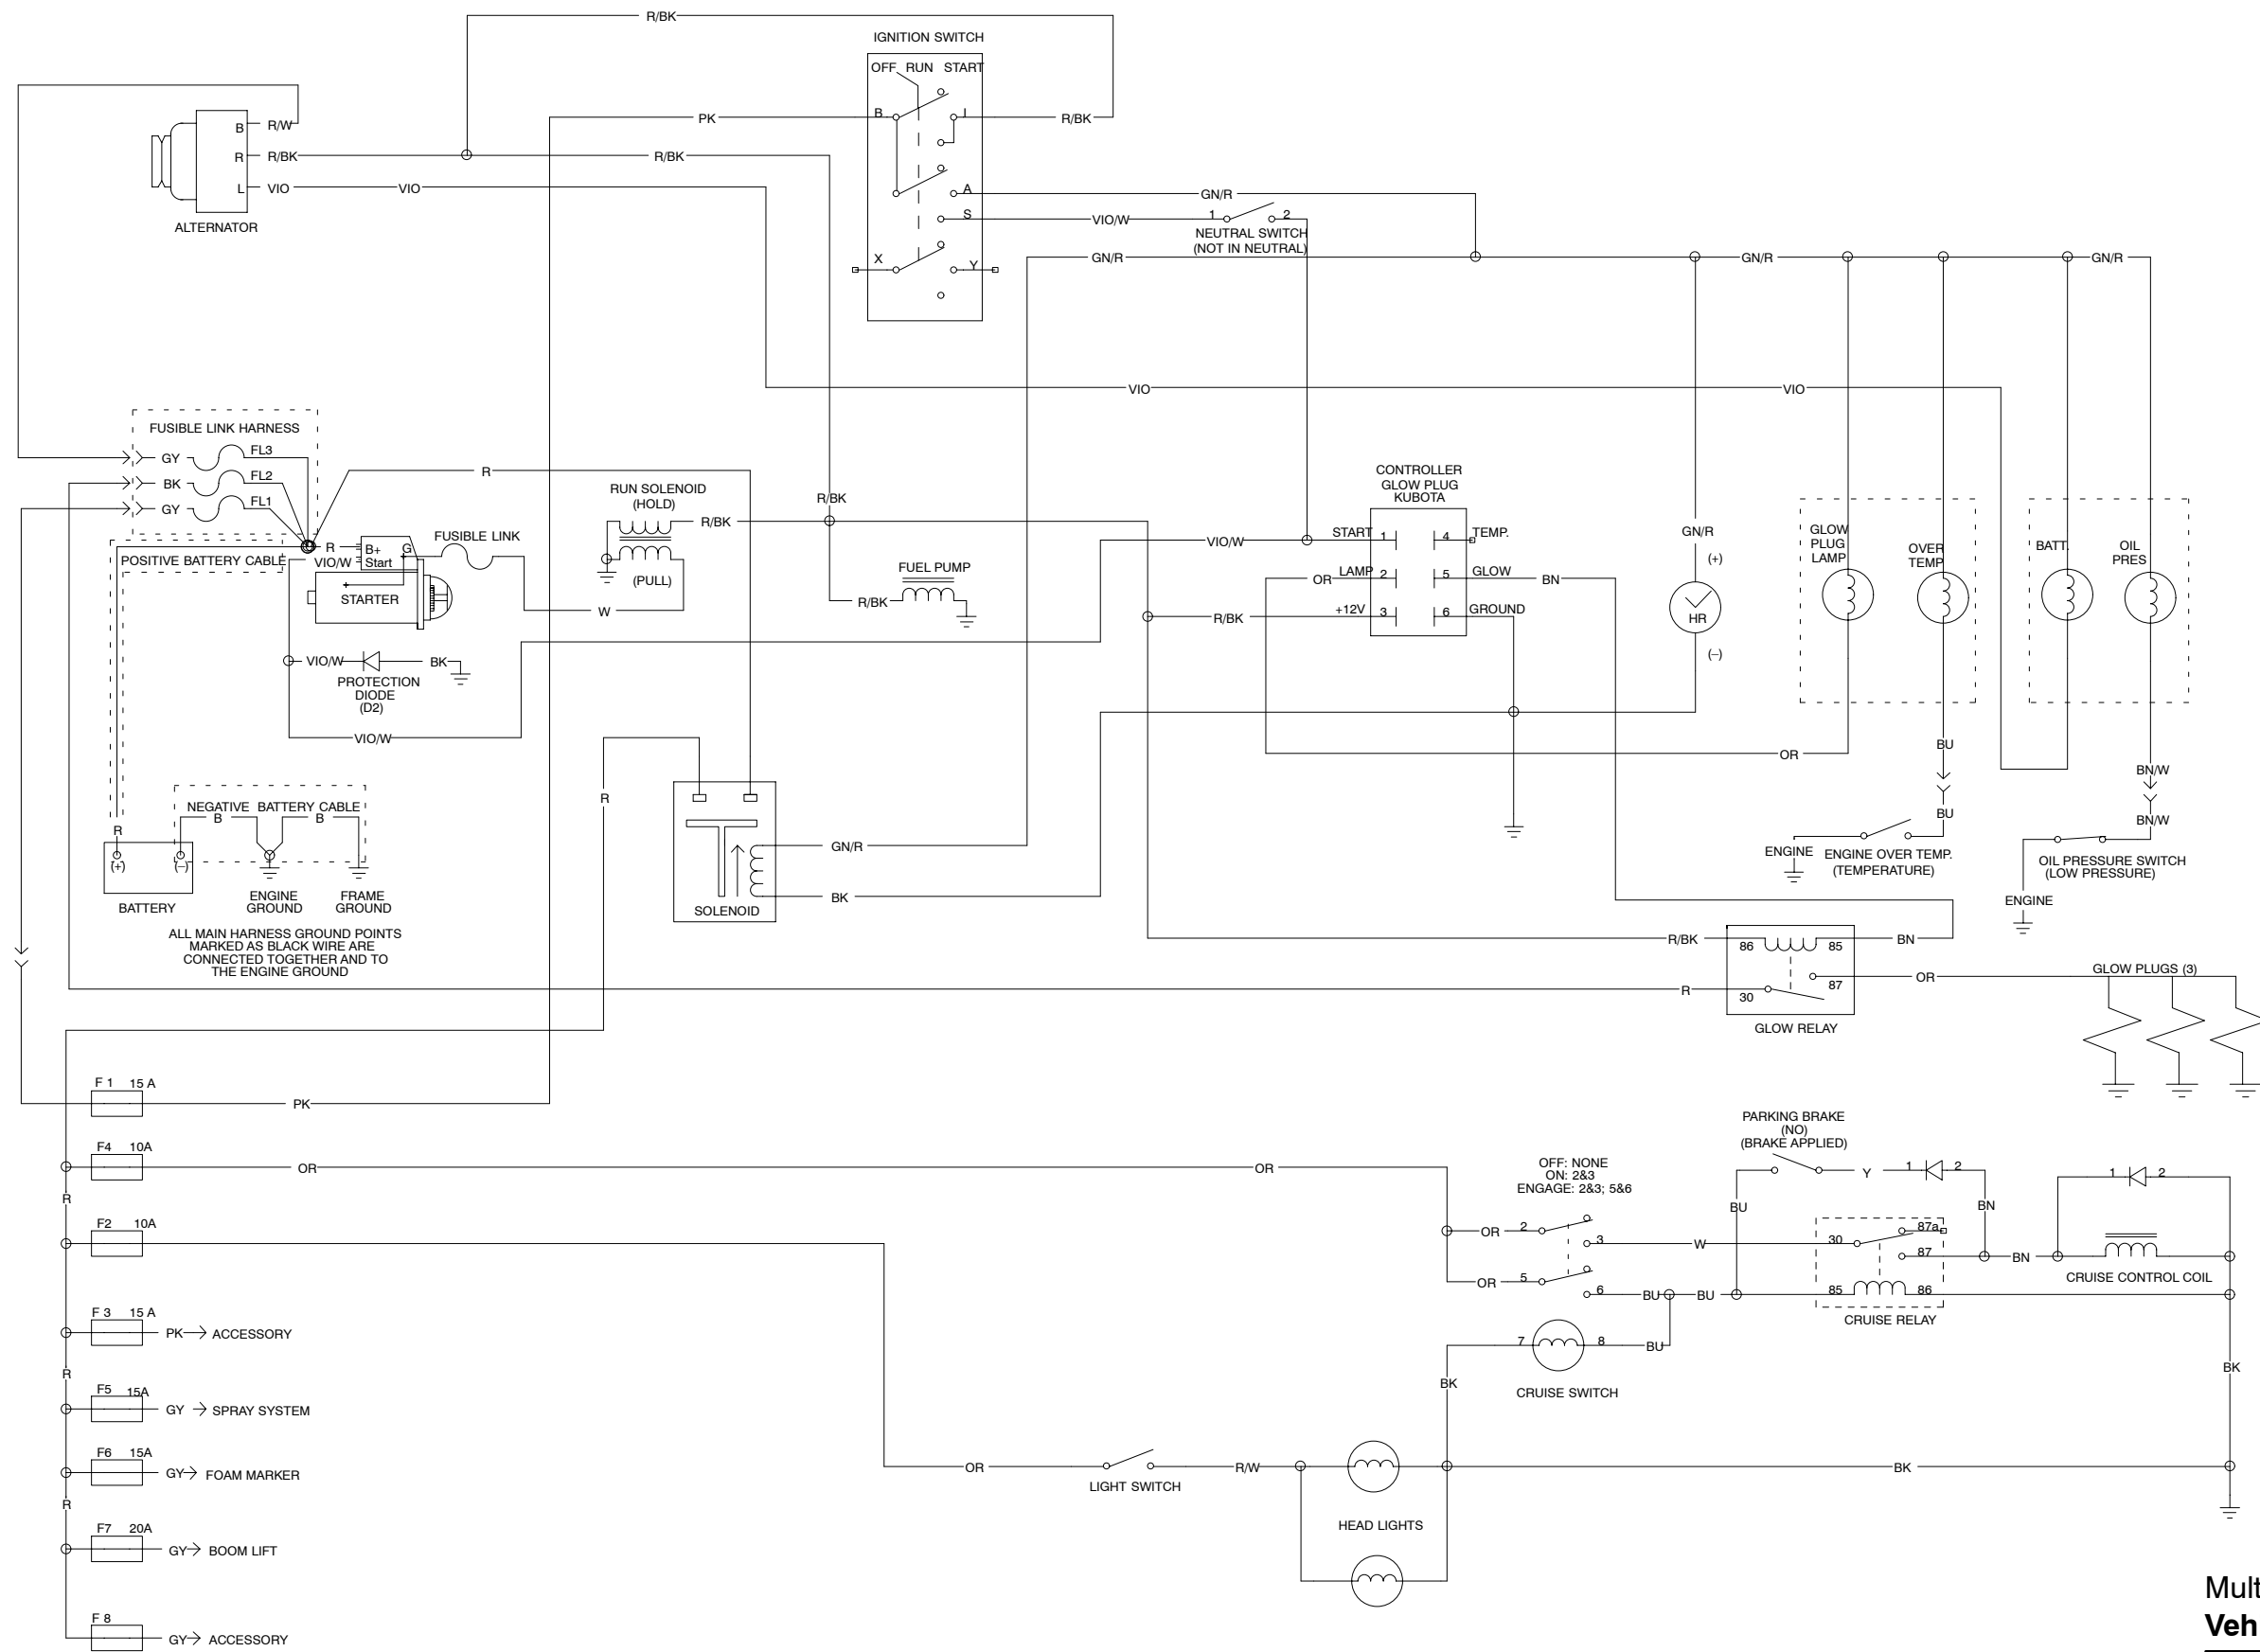 R/BK
IGNITION SWITCH
OFF RUN START
B
I
PK
R/BK
B
R/W
R
R/BK
R/BK
L
VIO
VIO
ALTERNATOR
A
GN/R
S
VIO/W
1
2
NEUTRAL SWITCH
(NOT IN NEUTRAL)
X
Y
GN/R
GN/R
GN/R
VIO
VIO
FUSIBLE LINK HARNESS
GY
FL3
BK
FL2
GY
FL1
R
RUN SOLENOID
(HOLD)
R/BK
R/BK
(PULL)
W
FUSIBLE LINK
POSITIVE BATTERY CABLE
R
B+
G
VIO/W
Start
+
STARTER
VIO/W
BK
PROTECTION
DIODE
(D2)
VIO/W
FUEL PUMP
R/BK
CONTROLLER
GLOW PLUG
KUBOTA
VIO/W
START
1
4
TEMP.
OR
LAMP
2
5
GLOW
BN
R/BK
+12V
3
6
GROUND
GN/R
(+)
HR
(–)
GLOW
PLUG
LAMP
OVER
TEMP
BATT.
OIL
PRES
OR
BU
BU
BN/W
BN/W
ENGINE
ENGINE OVER TEMP.
(TEMPERATURE)
OIL PRESSURE SWITCH
(LOW PRESSURE)
ENGINE
NEGATIVE BATTERY CABLE
B
B
R
(+)
(–)
BATTERY
ENGINE
GROUND
FRAME
GROUND
ALL MAIN HARNESS GROUND POINTS
MARKED AS BLACK WIRE ARE
CONNECTED TOGETHER AND TO
THE ENGINE GROUND
R
GN/R
BK
SOLENOID
R/BK
86
85
BN
R
30
87
OR
GLOW RELAY
GLOW PLUGS (3)
F 1 15 A
PK
F4 10A
OR
OR
R
F2 10A
F 3 15 A
PK
ACCESSORY
R
F5 15A
GY
SPRAY SYSTEM
F6 15A
GY
FOAM MARKER
R
F7 20A
GY
BOOM LIFT
F 8
GY
ACCESSORY
OFF: NONE
ON: 2&3
ENGAGE: 2&3; 5&6
OR
2
3
W
OR
5
6
BU
BU
7
8
BU
CRUISE SWITCH
BK
PARKING BRAKE
(NO)
(BRAKE APPLIED)
Y
1
2
BU
BN
30
87a
87
BN
85
86
CRUISE RELAY
1
2
CRUISE CONTROL COIL
BK
OR
LIGHT SWITCH
R/W
HEAD LIGHTS
BK
Mult
Veh